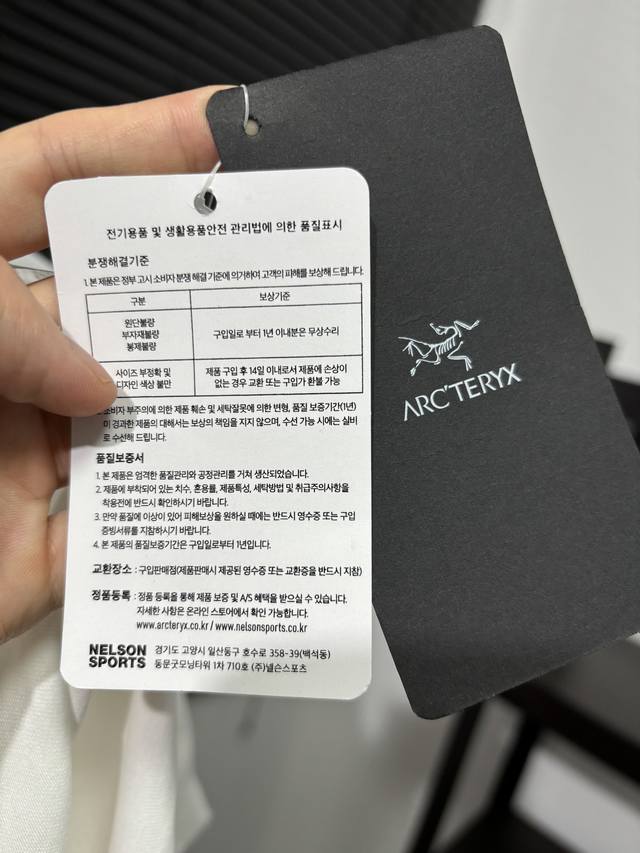 전기용품 및 생활용품안전 관리법에 의한 품질표시
분쟁해결기준
1. 본 제품은 정부 고시 소비자 분쟁 해결 기준에 의거하여 고객의 피해를 보상해 드립니다.
구분 보상기준
원단불량
부자재불량
봉제불량
구입일로 부터 1년 이내분은 무상수리
사이즈 부정확 및
디자인 색상 불만
제품 구입 후 14일 이내로서 제품에 손상이
없는 경우 교환 또는 구입가 환불 가능
소비자 부주의에 의한 제품 훼손 및 세탁잘못에 의한 변형, 품질 보증기간(1년)
이 경과한 제품의 대해서는 보상의 책임을 지지 않으며, 수선 가능 시에는 실비
로 수선해 드립니다.
품질보증서
1. 본 제품은 엄격한 품질관리와 공정관리를 거쳐 생산되었습니다.
2. 제품에 부착되어 있는 치수, 혼용률, 제품특성, 세탁방법 및 취급주의사항을
착용전에 반드시 확인하시기 바랍니다.
3. 만약 품질에 이상이 있어 피해보상을 원하실 때에는 반드시 영수증 또는 구입
증빙서류를 지참하시기 바랍니다.
4. 본 제품의 품질보증기간은 구입일로부터 1년입니다.
교환장소 : 구입판매점(제품판매시 제공된 영수증 또는 교환증을 반드시 지참)
정품등록 : 정품 등록을 통해 제품 보증 및 A/S 혜택을 받으실 수 있습니다.
자세한 사항은 온라인 스토어에서 확인 가능합니다.
www.arcteryx.co.kr / www.nelsonsports.co.kr
NELSON SPORTS
경기도 고양시 일산동구 호수로 358-39(백석동)
동문굿모닝타워 1차 710호 (주)넬슨스포츠
ARC'TERYX